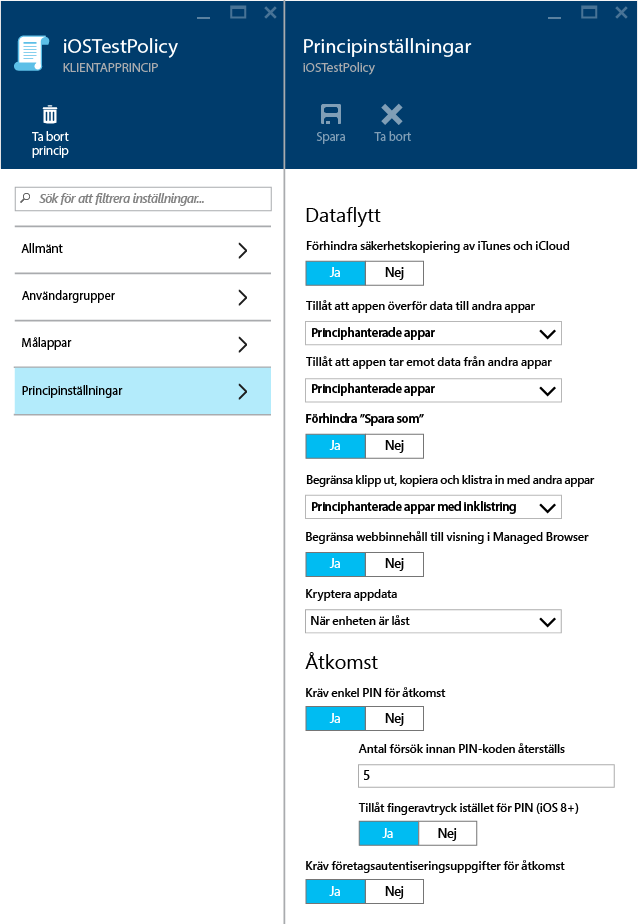 iOSTestPolicy
KLIENTAPPRINCIP
Ta bort
princip
Sök för att filtrera inställningar...
Allmänt
Användargrupper
Målappar
Principinställningar
Principinställningar
iOSTestPolicy
Spara
Ta bort
Dataflytt
Förhindra säkerhetskopiering av iTunes och iCloud
Ja Nej
Tillåt att appen överför data till andra appar
Principhanterade appar
Tillåt att appen tar emot data från andra appar
Principhanterade appar
Förhindra ”Spara som”
Ja Nej
Begränsa klipp ut, kopiera och klistra in med andra appar
Principhanterade appar med inklistring
Begränsa webbinnehåll till visning i Managed Browser
Ja Nej
Kryptera appdata
När enheten är låst
Åtkomst
Kräv enkel PIN för åtkomst
Ja Nej
Antal försök innan PIN-koden återställs
5
Tillåt fingeravtryck istället för PIN (iOS 8+)
Ja Nej
Kräv företagsautentiseringsuppgifter för åtkomst
Ja Nej